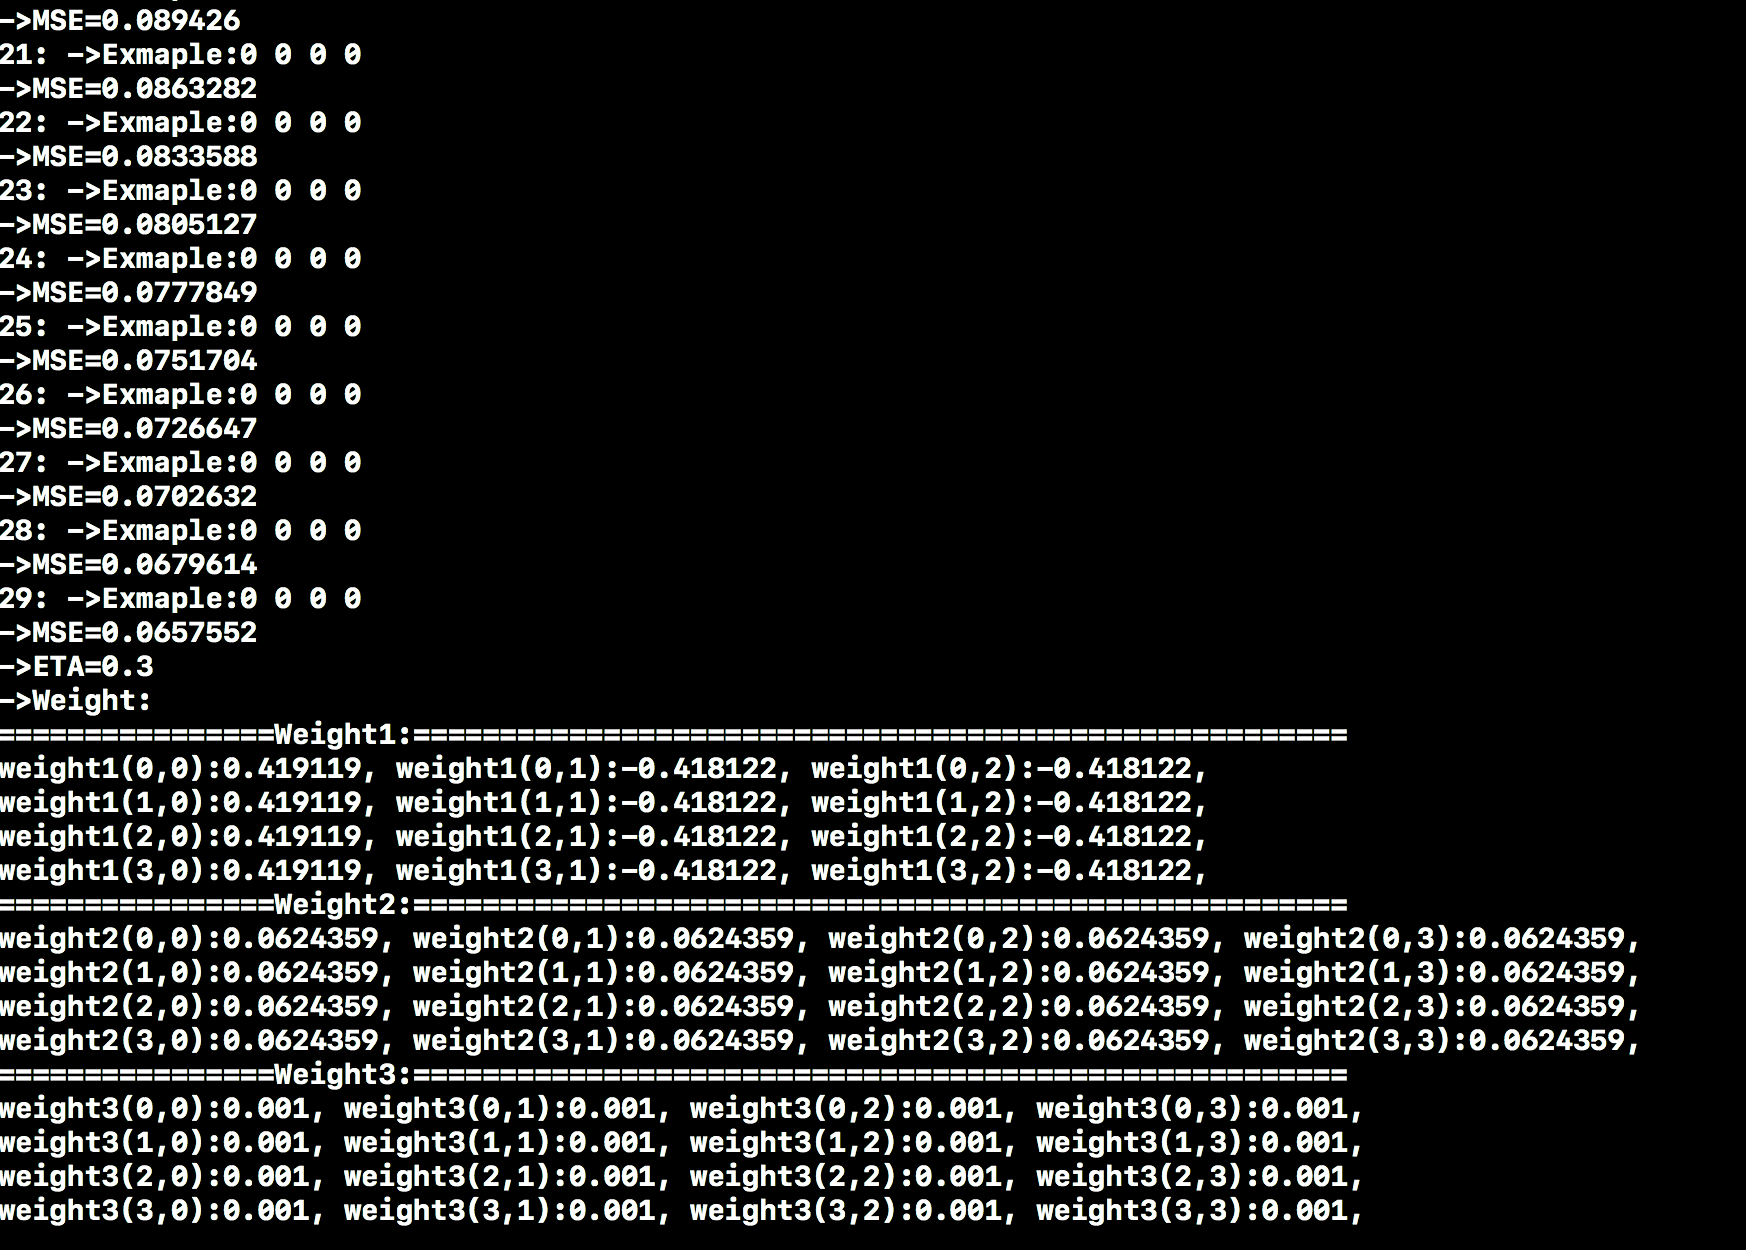 ->MSE=0.089426
21: ->Exmaple:0 0 0 0
->MSE=0.0863282
22: ->Exmaple:0 0 0 0
->MSE=0.0833588
23: ->Exmaple:0 0 0 0
->MSE=0.0805127
24: ->Exmaple:0 0 0 0
->MSE=0.0777849
25: ->Exmaple:0 0 0 0
->MSE=0.0751704
26: ->Exmaple:0 0 0 0
->MSE=0.0726647
27: ->Exmaple:0 0 0 0
->MSE=0.0702632
28: ->Exmaple:0 0 0 0
->MSE=0.0679614
29: ->Exmaple:0 0 0 0
->MSE=0.0657552
->ETA=0.3
->Weight:
================Weight1:======================================================
weight1(0,0):0.419119, weight1(0,1):-0.418122, weight1(0,2):-0.418122,
weight1(1,0):0.419119, weight1(1,1):-0.418122, weight1(1,2):-0.418122,
weight1(2,0):0.419119, weight1(2,1):-0.418122, weight1(2,2):-0.418122,
weight1(3,0):0.419119, weight1(3,1):-0.418122, weight1(3,2):-0.418122,
================Weight2:======================================================
weight2(0,0):0.0624359, weight2(0,1):0.0624359, weight2(0,2):0.0624359, weight2(0,3):0.0624359,
weight2(1,0):0.0624359, weight2(1,1):0.0624359, weight2(1,2):0.0624359, weight2(1,3):0.0624359,
weight2(2,0):0.0624359, weight2(2,1):0.0624359, weight2(2,2):0.0624359, weight2(2,3):0.0624359,
weight2(3,0):0.0624359, weight2(3,1):0.0624359, weight2(3,2):0.0624359, weight2(3,3):0.0624359,
================Weight3:======================================================
weight3(0,0):0.001, weight3(0,1):0.001, weight3(0,2):0.001, weight3(0,3):0.001,
weight3(1,0):0.001, weight3(1,1):0.001, weight3(1,2):0.001, weight3(1,3):0.001,
weight3(2,0):0.001, weight3(2,1):0.001, weight3(2,2):0.001, weight3(2,3):0.001,
weight3(3,0):0.001, weight3(3,1):0.001, weight3(3,2):0.001, weight3(3,3):0.001,